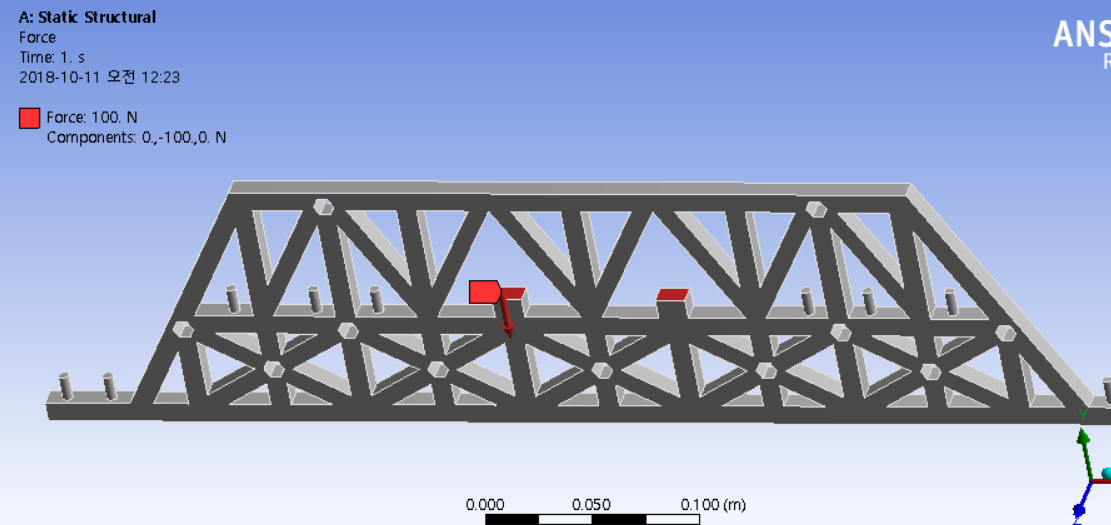 A: Static Structural
Force
Time: 1. s
2018-10-11 오전 12:23
Force: 100. N
Components: 0.,-100.,0. N
ANS
R
0.000 0.050 0.100 (m)
Y
Z